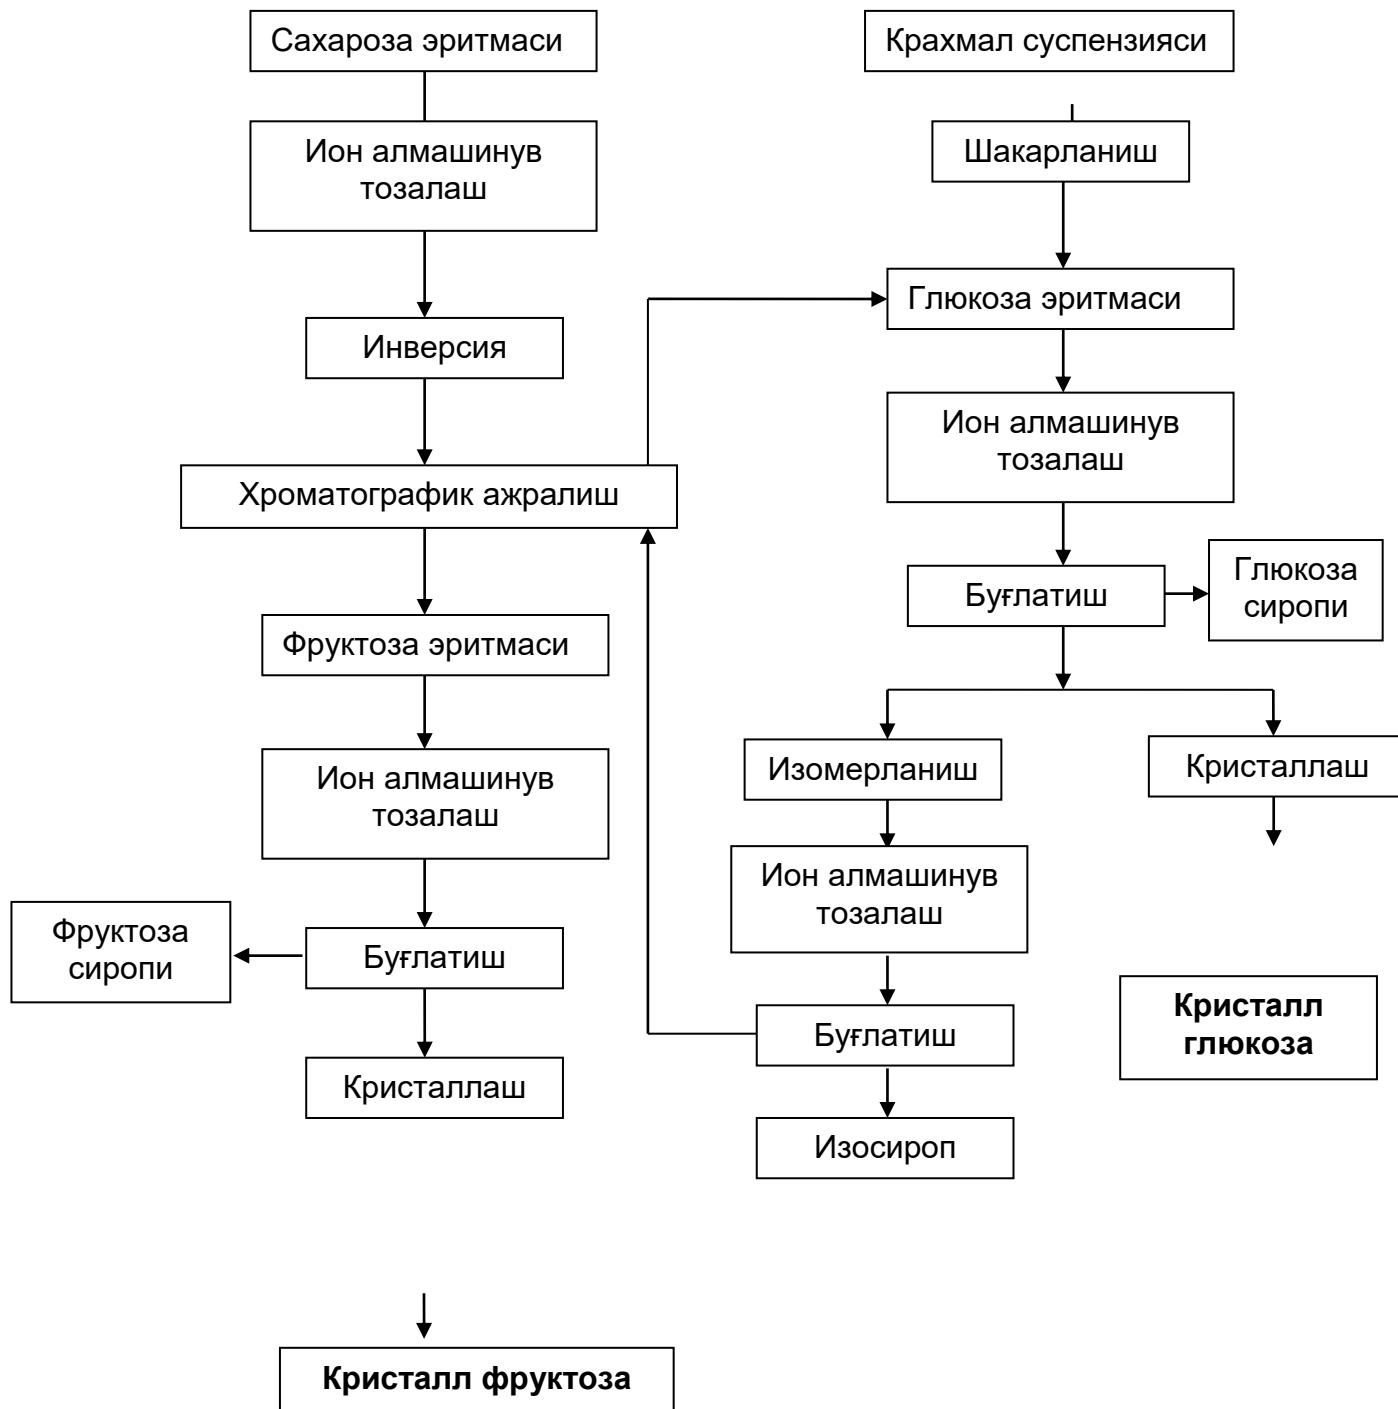 Сахароза эритмаси
Крахмал суспензияси
Ион алмашинув
тозалаш
Шакарланиш
Глюкоза эритмаси
Инверсия
Ион алмашинув
тозалаш
Хроматографик ажралиш
Глюкоза
сиропи
Буғлатиш
Фруктоза эритмаси
Изомерланиш
Кристаллаш
Ион алмашинув
тозалаш
Ион алмашинув
тозалаш
Фруктоза
сиропи
Буғлатиш
Кристалл
глюкоза
Буғлатиш
Кристаллаш
Изосироп
Кристалл фруктоза